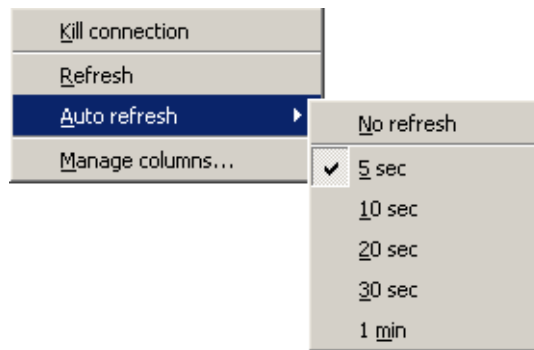 Kill connection
Refresh
Auto refresh
Manage columns...
No refresh
5 sec
10 sec
20 sec
30 sec
1 min